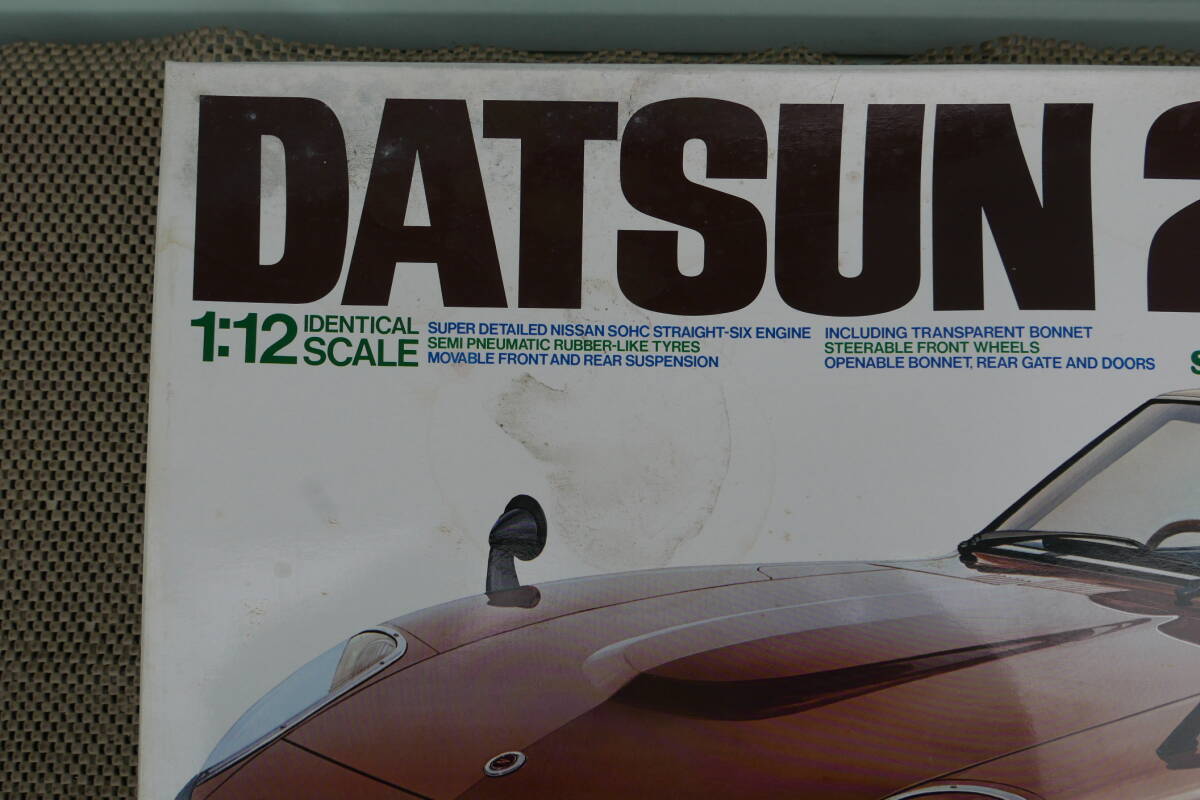 DATSUN 2
1:12 IDENTICAL SCALE
SUPER DETAILED NISSAN SOHC STRAIGHT-SIX ENGINE
SEMI PNEUMATIC RUBBER-LIKE TYRES
MOVABLE FRONT AND REAR SUSPENSION
INCLUDING TRANSPARENT BONNET
STEERABLE FRONT WHEELS
OPENABLE BONNET, REAR GATE AND DOORS